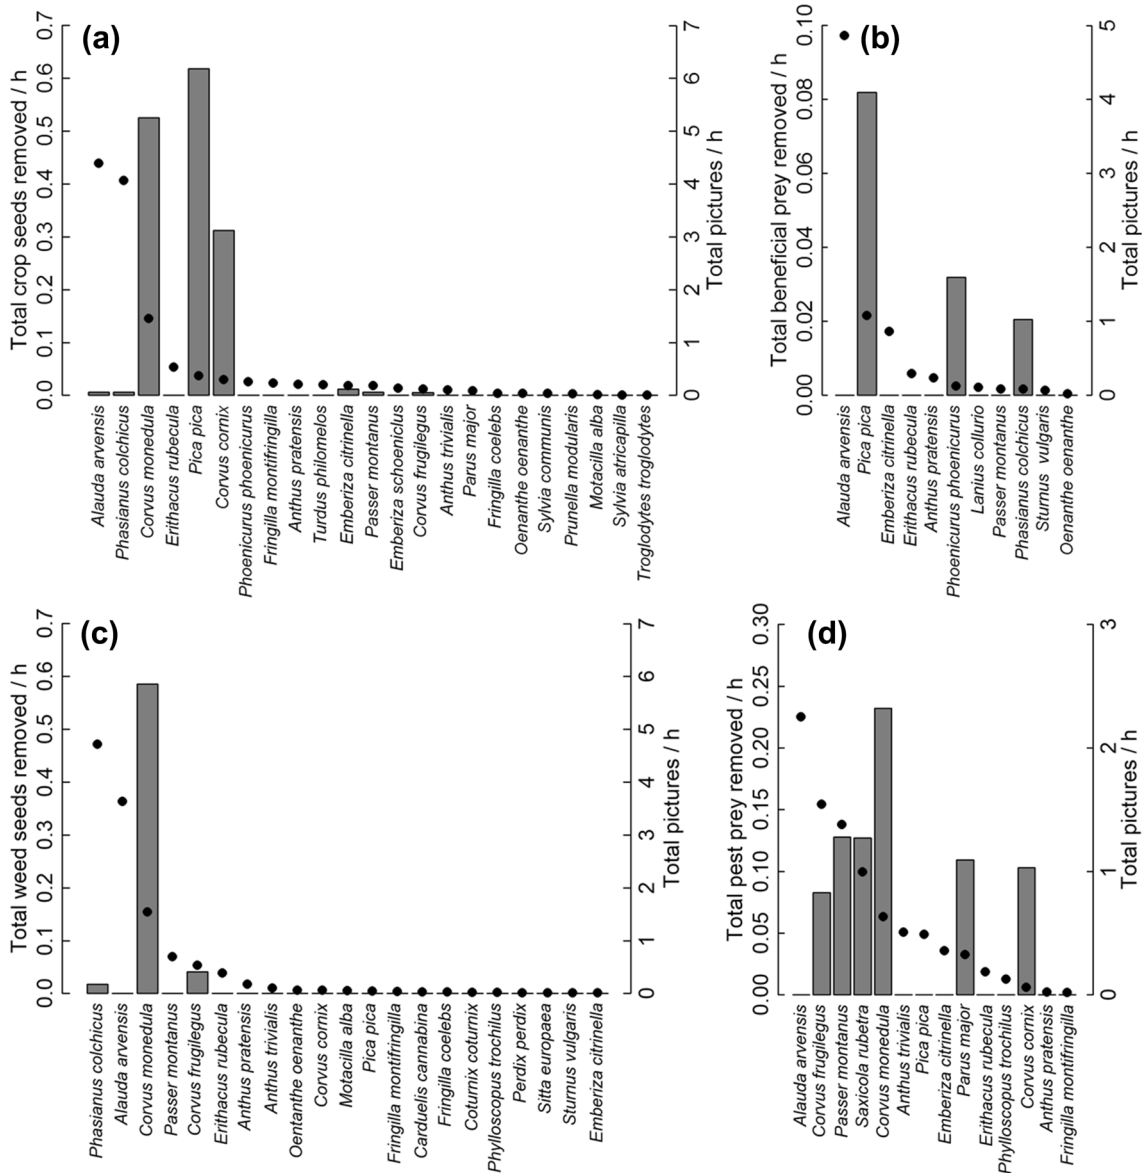 (a)
Total crop seeds removed / h
0.0 0.1 0.2 0.3 0.4 0.5 0.6 0.7
Total pictures / h
0 1 2 3 4 5 6 7
Alauda arvensis
Phasianus colchicus
Corvus monedula
Erithacus rubecula
Pica pica
Corvus cornix
Phoenicurus phoenicurus
Fringilla montifringilla
Anthus pratensis
Turdus philomelos
Emberiza citrinella
Passer montanus
Emberiza schoeniclus
Corvus frugilegus
Anthus trivialis
Parus major
Fringilla coelebs
Oenanthe oenanthe
Sylvia communis
Prunella modularis
Motacilla alba
Sylvia atricapilla
Troglodytes troglodytes
(b)
Total beneficial prey removed / h
0.00 0.02 0.04 0.06 0.08 0.10
Total pictures / h
0 1 2 3 4 5
Alauda arvensis
Pica pica
Emberiza citrinella
Erithacus rubecula
Anthus pratensis
Phoenicurus phoenicurus
Lanius collurio
Passer montanus
Phasianus colchicus
Sturnus vulgaris
Oenanthe oenanthe
(c)
Total weed seeds removed / h
0.0 0.1 0.2 0.3 0.4 0.5 0.6 0.7
Total pictures / h
0 1 2 3 4 5 6 7
Phasianus colchicus
Alauda arvensis
Corvus monedula
Passer montanus
Corvus frugilegus
Erithacus rubecula
Anthus pratensis
Anthus trivialis
Oentanthe oenanthe
Corvus cornix
Motacilla alba
Pica pica
Fringilla montifringilla
Carduelis cannabina
Fringilla coelebs
Coturnix coturnix
Phylloscopus trochilus
Perdix perdix
Sitta europaea
Sturnus vulgaris
Emberiza citrinella
(d)
Total pest prey removed / h
0.00 0.05 0.10 0.15 0.20 0.25 0.30
Total pictures / h
0 1 2 3
Alauda arvensis
Corvus frugilegus
Passer montanus
Saxicola rubetra
Corvus monedula
Anthus trivialis
Pica pica
Emberiza citrinella
Parus major
Erithacus rubecula
Phylloscopus trochilus
Corvus cornix
Anthus pratensis
Fringilla montifringilla